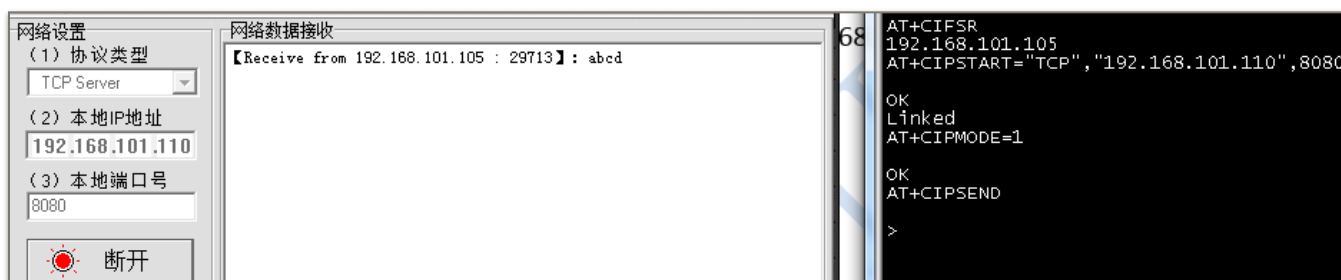 网络设置
(1) 协议类型
TCP Server
(2) 本地IP地址
192.168.101.110
(3) 本地端口号
8080
断开
网络数据接收
【Receive from 192.168.101.105 : 29713】: abcd
68
AT+CIFSR
192.168.101.105
AT+CIPSTART="TCP","192.168.101.110",8080
OK
Linked
AT+CIPMODE=1
OK
AT+CIPSEND
>